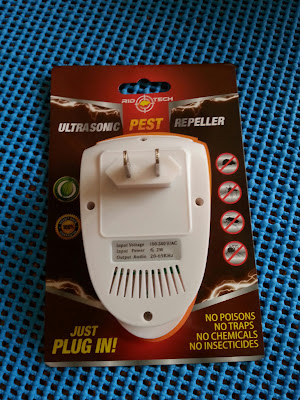 RID TECH
ULTRASONIC PEST REPELLER
Input Voltage
Input Power
Output Audio
JUST
PLUG IN!
NO POISONS
NO TRAPS
NO CHEMICALS
NO INSECTICIDES